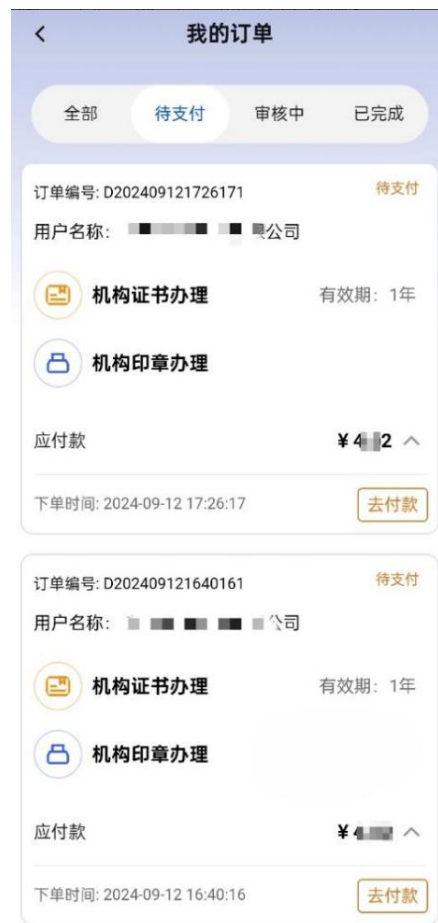 我的订单
全部 待支付 审核中 已完成
订单编号: D202409121726171 待支付
用户名称: 公司
机构证书办理 有效期: 1年
机构印章办理
应付款 ¥ 4 2
下单时间: 2024-09-12 17:26:17 去付款
订单编号: D202409121640161 待支付
用户名称: 公司
机构证书办理 有效期: 1年
机构印章办理
应付款 ¥
下单时间: 2024-09-12 16:40:16 去付款